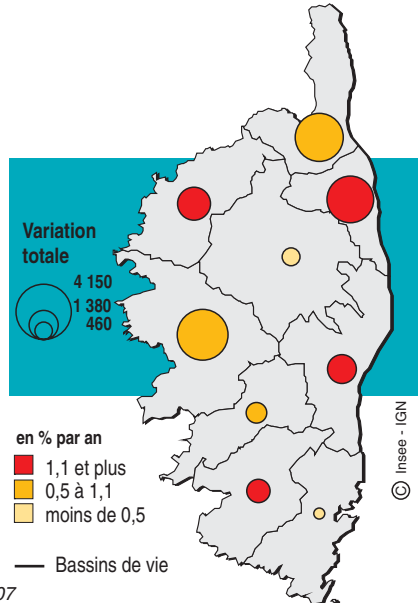 Variation
totale
4 150
1 380
460
en % par an
1,1 et plus
0,5 à 1,1
moins de 0,5
Bassins de vie
07
© Insee - IGN